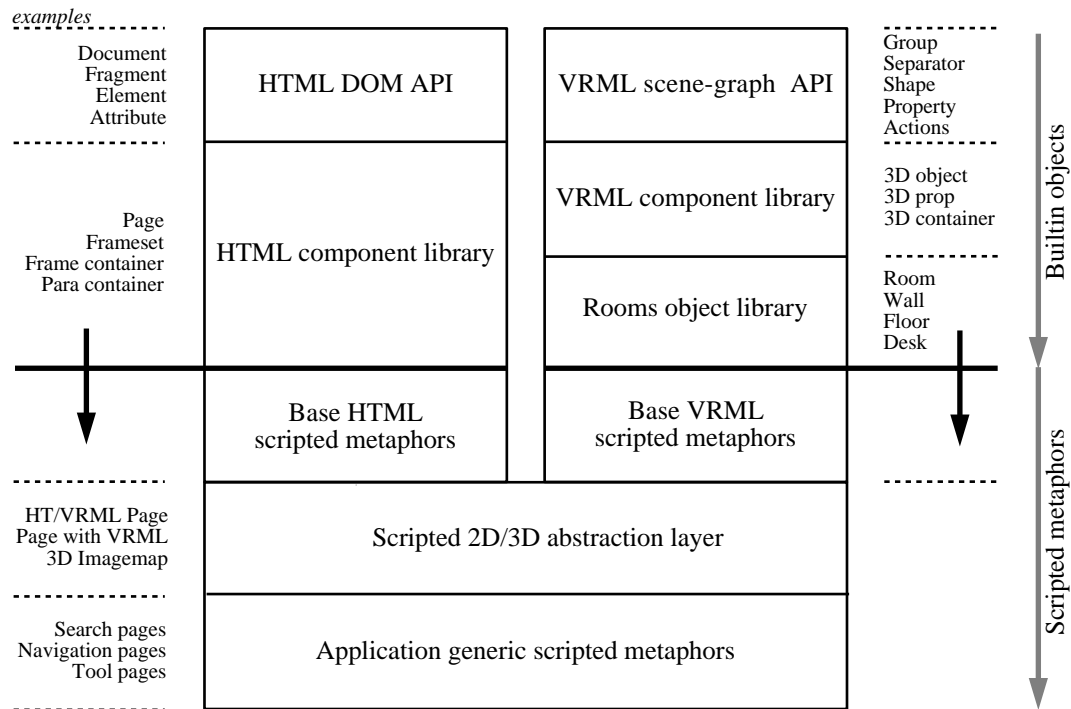 examples
Document
Fragment
Element
Attribute
HTML DOM API
VRML scene-graph API
Group
Separator
Shape
Property
Actions
Page
Frameset
Frame container
Para container
HTML component library
VRML component library
3D object
3D prop
3D container
Rooms object library
Room
Wall
Floor
Desk
Builtin objects
Base HTML
scripted metaphors
Base VRML
scripted metaphors
HT/VRML Page
Page with VRML
3D Imagemap
Scripted 2D/3D abstraction layer
Search pages
Navigation pages
Tool pages
Application generic scripted metaphors
Scripted metaphors